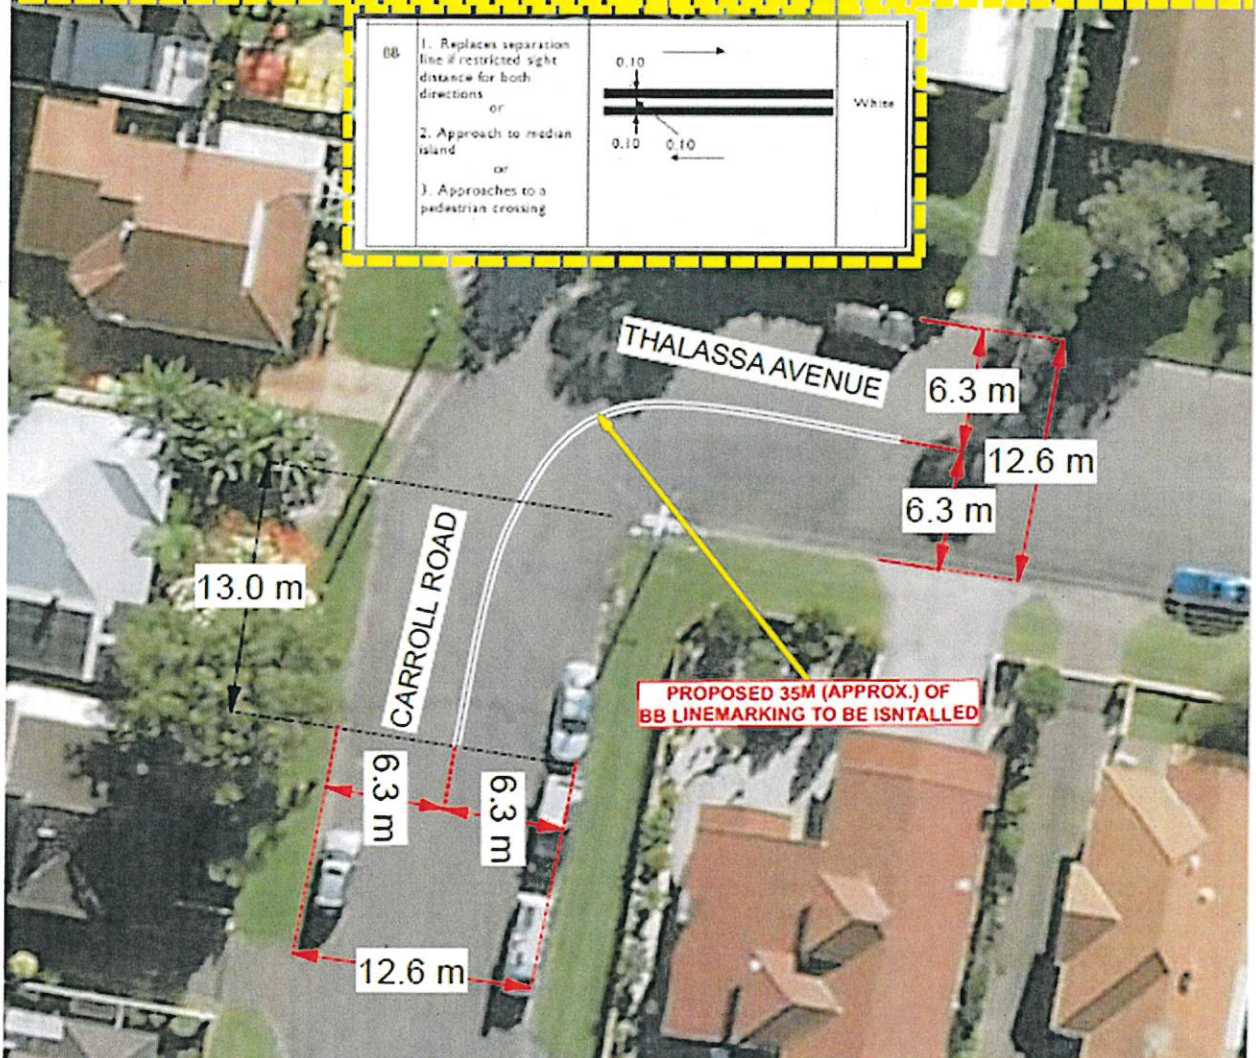 BB
1. Replaces separation
line if restricted sight
distance for both
directions
or
2. Approach to median
island
or
3. Approaches to a
pedestrian crossing
0.10
0.10 0.10
White
THALASSA AVENUE
6.3 m
12.6 m
6.3 m
CARROLL ROAD
13.0 m
PROPOSED 35M (APPROX.) OF
BB LINEMARKING TO BE ISNTALLED
6.3 m
6.3 m
12.6 m